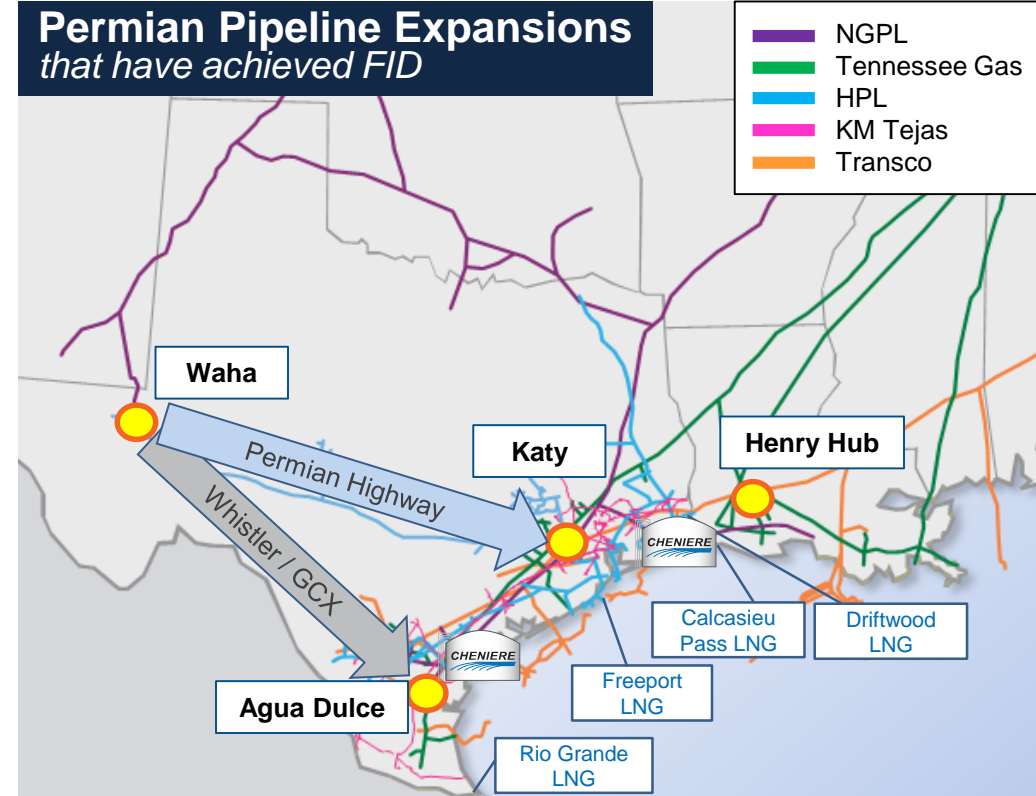 Permian Pipeline Expansions
that have achieved FID
NGPL
Tennessee Gas
HPL
KM Tejas
Transco
Waha
Permian Highway
Whistler / GCX
Katy
Henry Hub
CHENIERE
Calcasieu
Pass LNG
Driftwood
LNG
CHENIERE
Freeport
LNG
Agua Dulce
Rio Grande
LNG